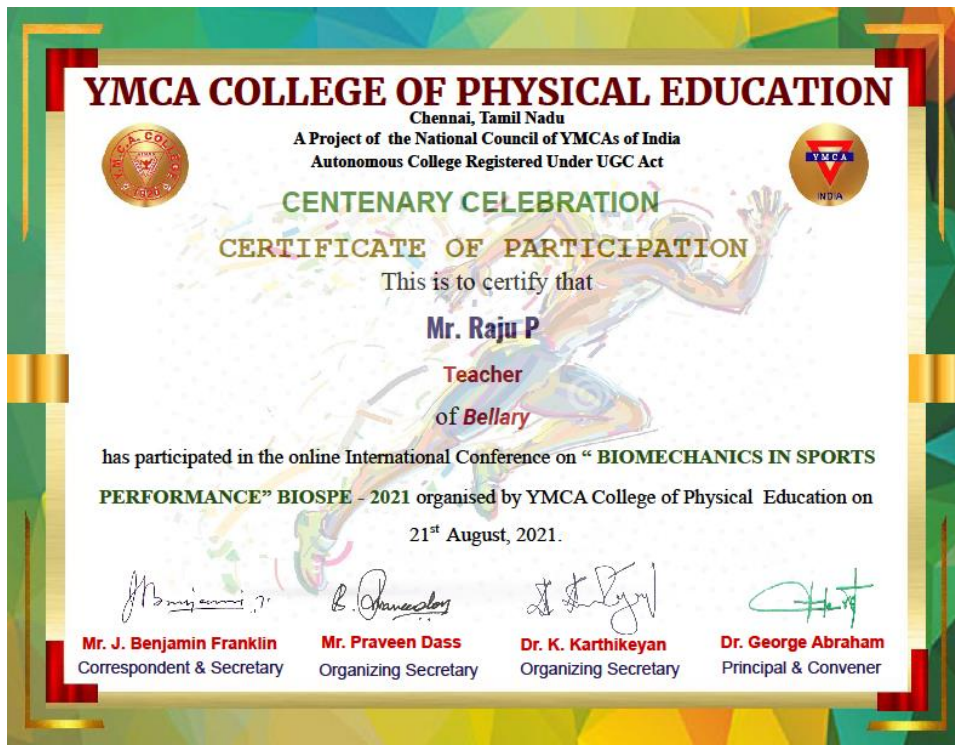 YMCA COLLEGE OF PHYSICAL EDUCATION
Chennai, Tamil Nadu
A Project of the National Council of YMCAs of India
Autonomous College Registered Under UGC Act
Y.M.C.A. COLLEGE
1920
YMCA
INDIA
CENTENARY CELEBRATION
CERTIFICATE OF PARTICIPATION
This is to certify that
Mr. Raju P
Teacher
of Bellary
has participated in the online International Conference on “ BIOMECHANICS IN SPORTS
PERFORMANCE” BIOSPE - 2021 organised by YMCA College of Physical Education on
21st August, 2021.
Mr. J. Benjamin Franklin
Correspondent & Secretary
Mr. Praveen Dass
Organizing Secretary
Dr. K. Karthikeyan
Organizing Secretary
Dr. George Abraham
Principal & Convener